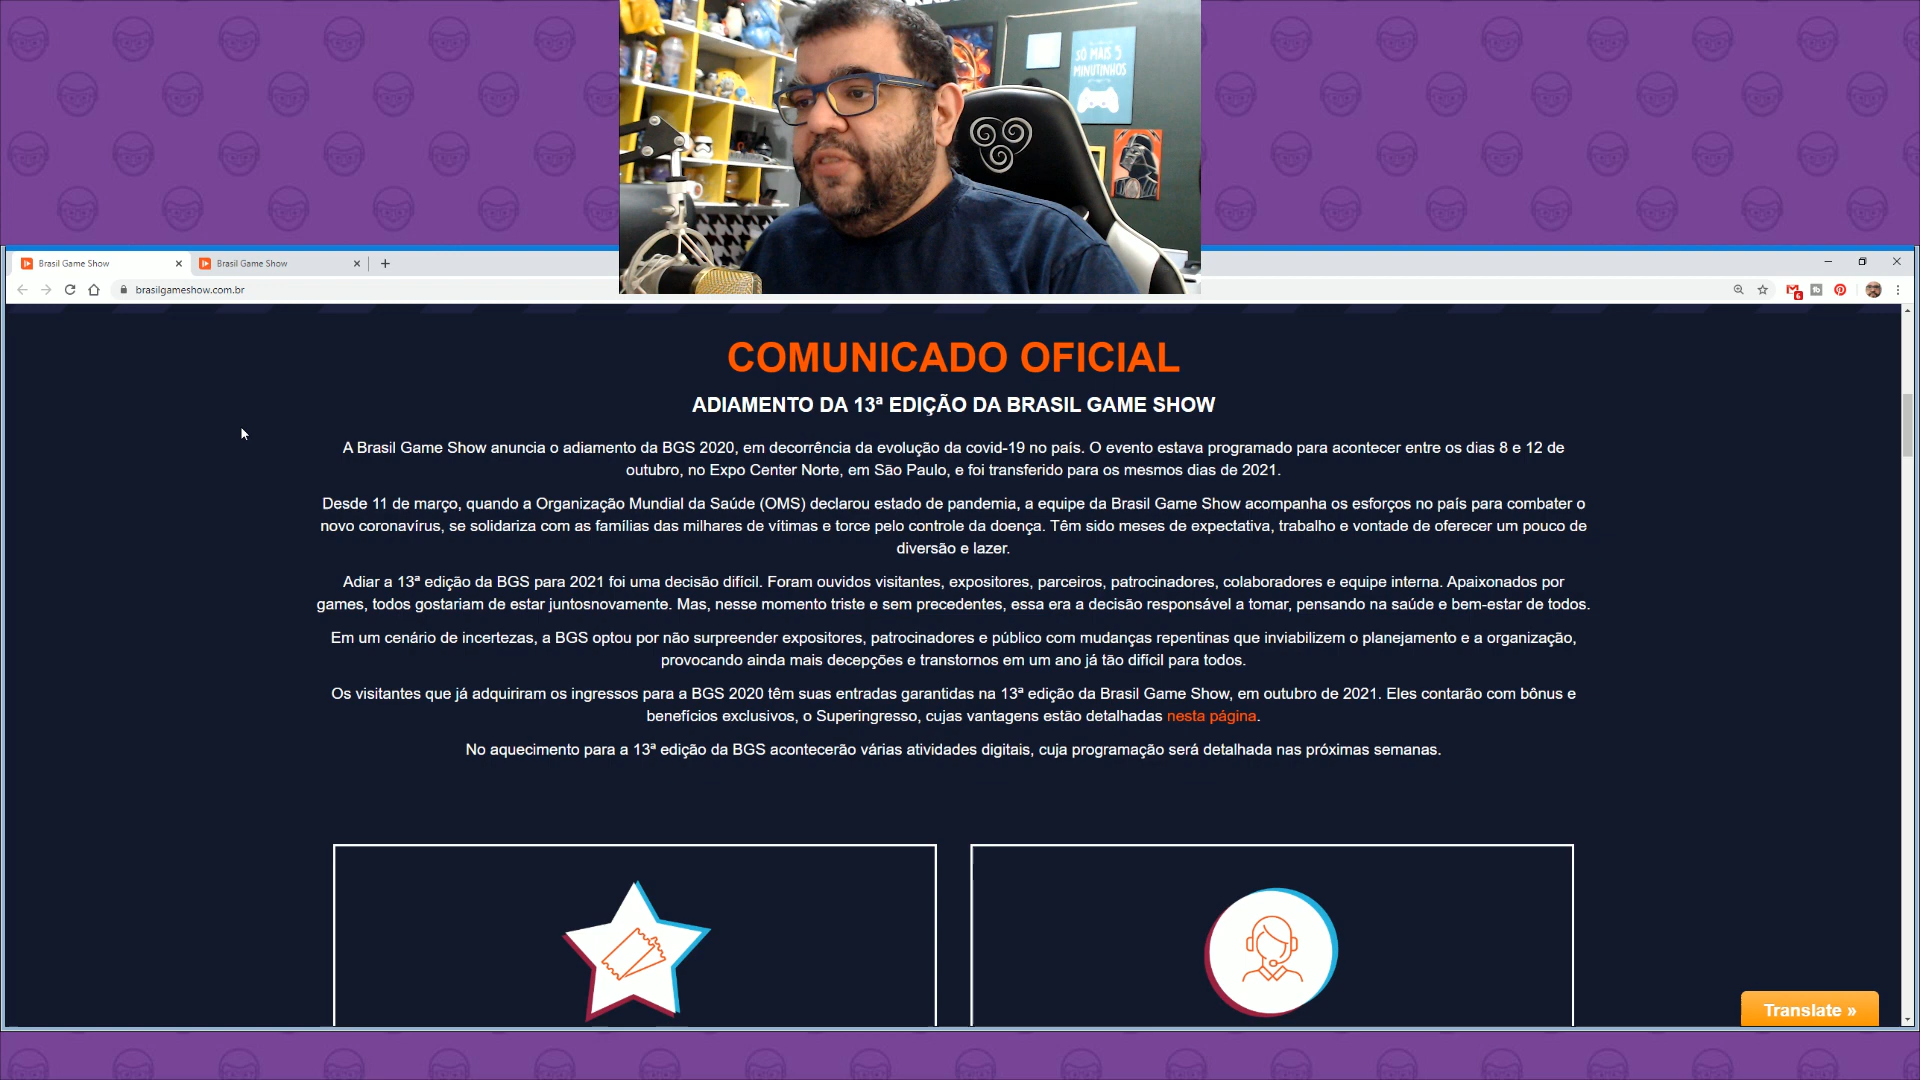 SÓ MAIS 5
MINUTINHOS
Brasil Game Show
Brasil Game Show
brasilgameshow.com.br
6
COMUNICADO OFICIAL
ADIAMENTO DA 13ª EDIÇÃO DA BRASIL GAME SHOW
A Brasil Game Show anuncia o adiamento da BGS 2020, em decorrência da evolução da covid-19 no país. O evento estava programado para acontecer entre os dias 8 e 12 de
outubro, no Expo Center Norte, em São Paulo, e foi transferido para os mesmos dias de 2021.
Desde 11 de março, quando a Organização Mundial da Saúde (OMS) declarou estado de pandemia, a equipe da Brasil Game Show acompanha os esforços no país para combater o
novo coronavírus, se solidariza com as famílias das milhares de vítimas e torce pelo controle da doença. Têm sido meses de expectativa, trabalho e vontade de oferecer um pouco de
diversão e lazer.
Adiar a 13ª edição da BGS para 2021 foi uma decisão difícil. Foram ouvidos visitantes, expositores, parceiros, patrocinadores, colaboradores e equipe interna. Apaixonados por
games, todos gostariam de estar juntosnovamente. Mas, nesse momento triste e sem precedentes, essa era a decisão responsável a tomar, pensando na saúde e bem-estar de todos.
Em um cenário de incertezas, a BGS optou por não surpreender expositores, patrocinadores e público com mudanças repentinas que inviabilizem o planejamento e a organização,
provocando ainda mais decepções e transtornos em um ano já tão difícil para todos.
Os visitantes que já adquiriram os ingressos para a BGS 2020 têm suas entradas garantidas na 13ª edição da Brasil Game Show, em outubro de 2021. Eles contarão com bônus e
benefícios exclusivos, o Superingresso, cujas vantagens estão detalhadas nesta página.
No aquecimento para a 13ª edição da BGS acontecerão várias atividades digitais, cuja programação será detalhada nas próximas semanas.
Translate »